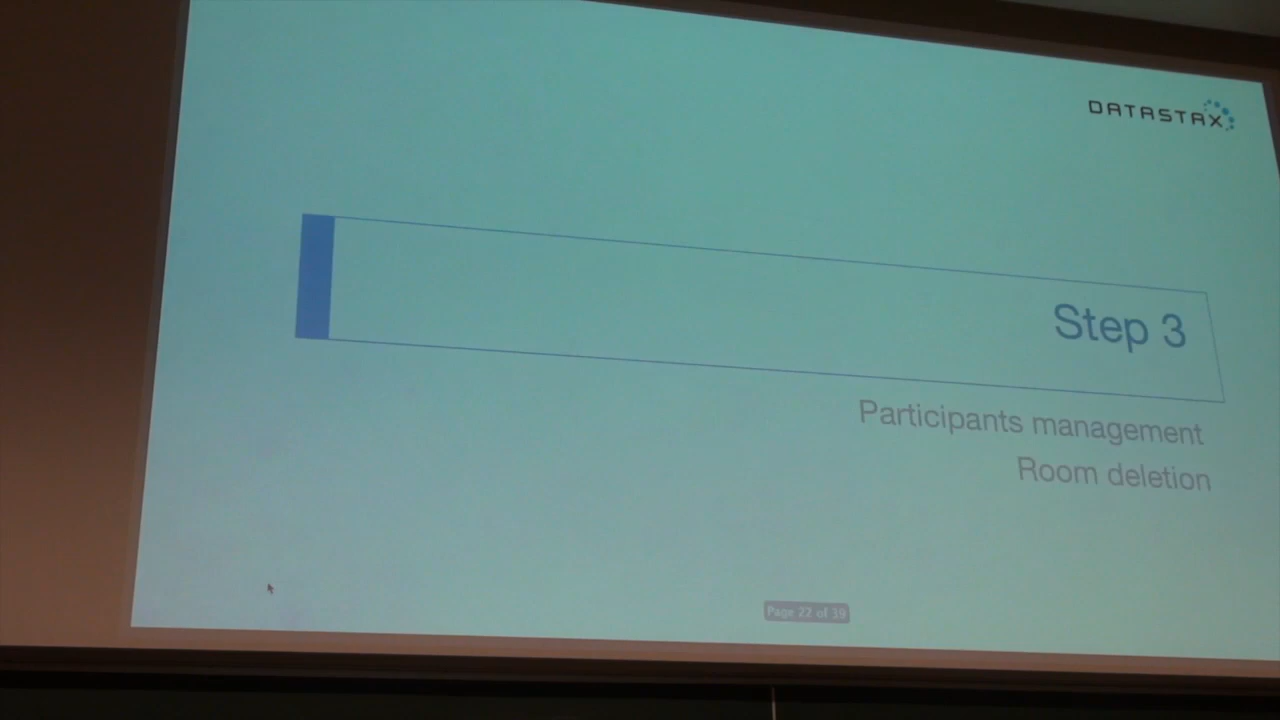 DATASTAX
Step 3
Participants management
Room deletion
Page 22 of 39